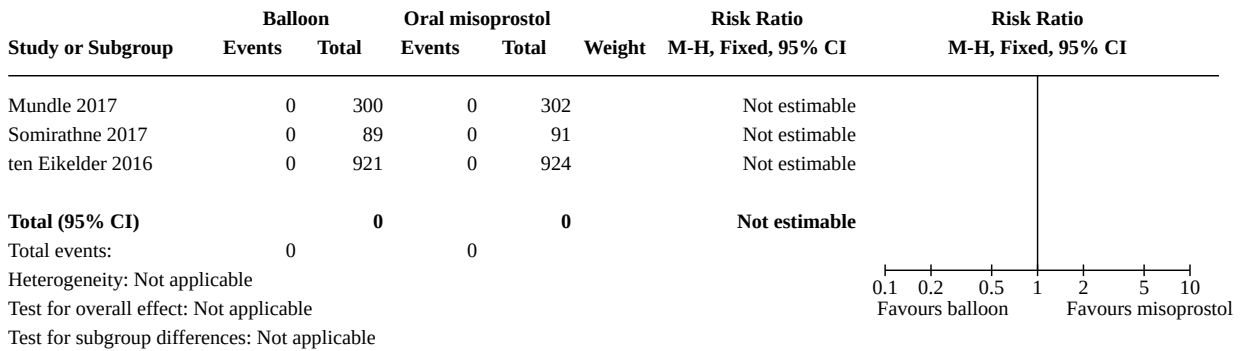 Balloon Oral misoprostol Risk Ratio Risk Ratio
Study or Subgroup Events Total Events Total Weight M-H, Fixed, 95% CI M-H, Fixed, 95% CI
Mundle 2017 0 300 0 302 Not estimable
Somirathne 2017 0 89 0 91 Not estimable
ten Eikelder 2016 0 921 0 924 Not estimable
Total (95% CI) 0 0 Not estimable
Total events: 0 0
Heterogeneity: Not applicable
Test for overall effect: Not applicable
Test for subgroup differences: Not applicable
0.1 0.2 0.5 1 2 5 10
Favours balloon Favours misoprostol